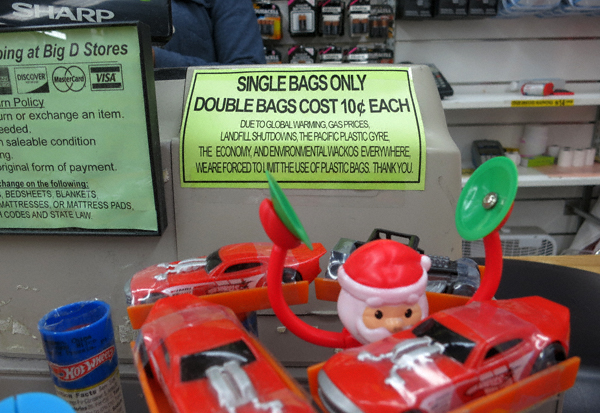 SHARP
ping at Big D Stores
DISCOVER MasterCard VISA
rn Policy
urn or exchange an item.
eeded.
n saleable condition
ng.
original form of payment.
change on the following:
, BEDSHEETS, BLANKETS
MATTRESSES, OR MATTRESS PADS,
H CODES AND STATE LAW
SINGLE BAGS ONLY
DOUBLE BAGS COST 10¢ EACH
DUE TO GLOBAL WARMING, GAS PRICES,
LANDFILL SHUTDOWNS, THE PACIFIC PLASTIC GYRE,
THE ECONOMY, AND ENVIRONMENTAL WACKOS EVERYWHERE,
WE ARE FORCED TO LIMIT THE USE OF PLASTIC BAGS. THANK YOU.
HOT WHEELS